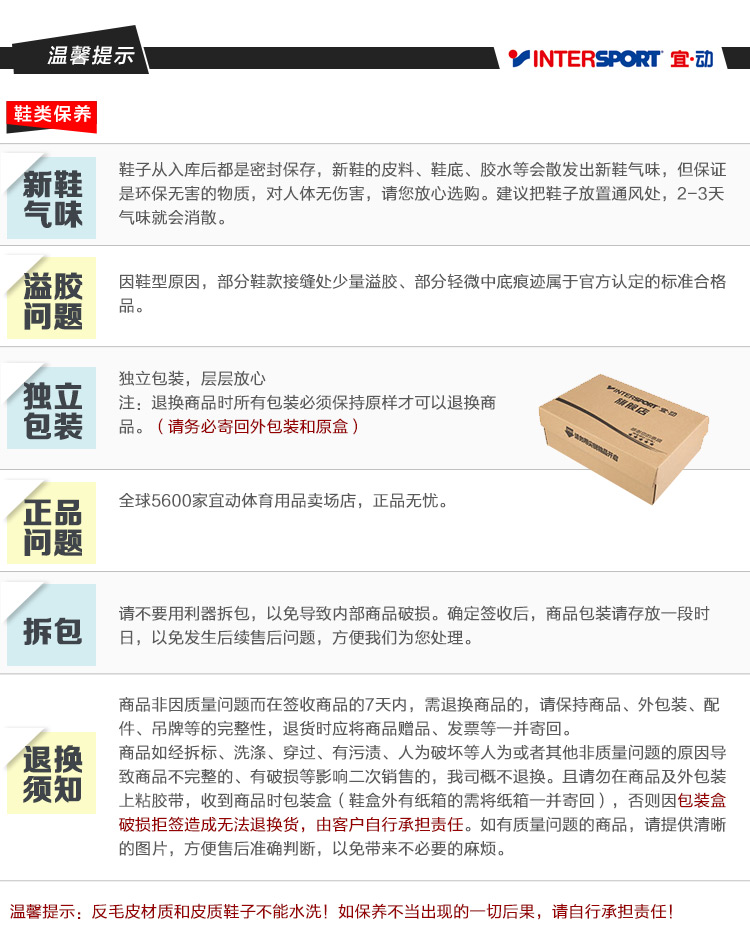 温馨提示
INTERSPORT 宜·动
鞋类保养
新鞋
气味
鞋子从入库后都是密封保存，新鞋的皮料、鞋底、胶水等会散发出新鞋气味，但保证
是环保无害的物质，对人体无伤害，请您放心选购。建议把鞋子放置通风处，2-3天
气味就会消散。
溢胶
问题
因鞋型原因，部分鞋款接缝处少量溢胶、部分轻微中底痕迹属于官方认定的标准合格
品。
独立
包装
独立包装，层层放心
注：退换商品时所有包装必须保持原样才可以退换商
品。（请务必寄回外包装和原盒）
INTERSPORT 宜·动
旗舰店
正品
问题
全球5600家宜动体育用品卖场店，正品无忧。
拆包
请不要用利器拆包，以免导致内部商品破损。确定签收后，商品包装请存放一段时
日，以免发生后续售后问题，方便我们为您处理。
退换
须知
商品非因质量问题而在签收商品的7天内，需退换商品的，请保持商品、外包装、配
件、吊牌等的完整性，退货时应将商品赠品、发票等一并寄回。
商品如经拆标、洗涤、穿过、有污渍、人为破坏等人为或者其他非质量问题的原因导
致商品不完整的、有破损等影响二次销售的，我司概不退换。且请勿在商品及外包装
上粘胶带，收到商品时包装盒（鞋盒外有纸箱的需将纸箱一并寄回），否则因包装盒
破损拒签造成无法退换货，由客户自行承担责任。如有质量问题的商品，请提供清晰
的图片，方便售后准确判断，以免带来不必要的麻烦。
温馨提示：反毛皮材质和皮质鞋子不能水洗！如保养不当出现的一切后果，请自行承担责任！